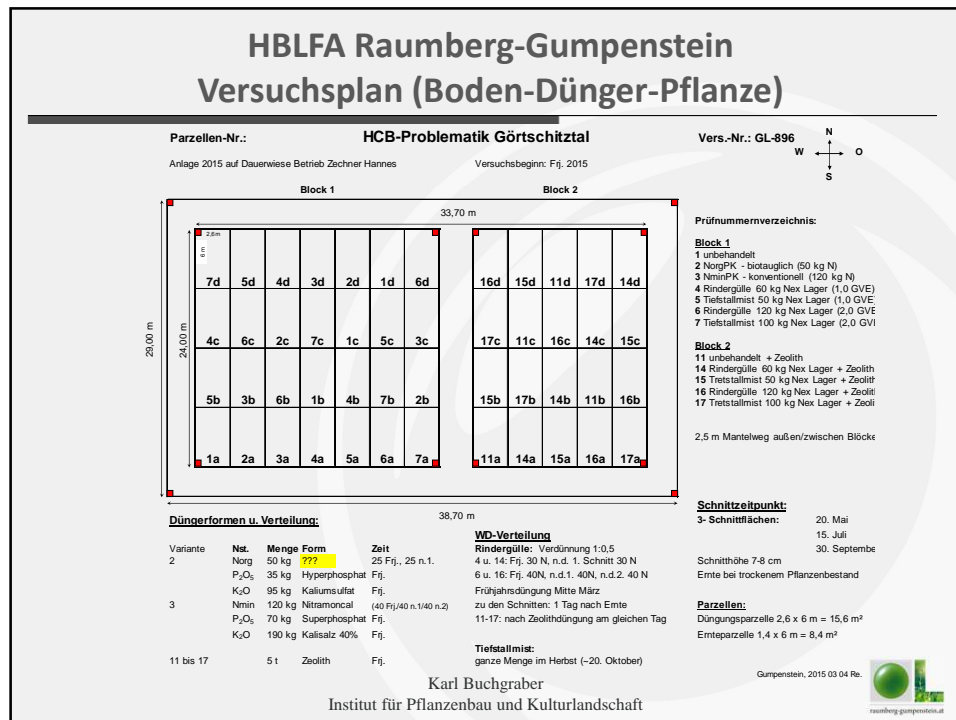 HBLFA Raumberg-Gumpenstein
Versuchsplan (Boden-Dünger-Pflanze)
Parzellen-Nr.: HCB-Problematik Görtschitztal Vers.-Nr.: GL-896
N
W O
S
Anlage 2015 auf Dauerwiese Betrieb Zechner Hannes Versuchsbeginn: Frj. 2015
Block 1 Block 2
33,70 m
2,6m
6 m
29,00 m
24,00 m
7d 5d 4d 3d 2d 1d 6d 16d 15d 11d 17d 14d
4c 6c 2c 7c 1c 5c 3c 17c 11c 16c 14c 15c
5b 3b 6b 1b 4b 7b 2b 15b 17b 14b 11b 16b
1a 2a 3a 4a 5a 6a 7a 11a 14a 15a 16a 17a
38,70 m
Prüfnummernverzeichnis:
Block 1
1 unbehandelt
2 NorgPK - biotauglich (50 kg N)
3 NminPK - konventionell (120 kg N)
4 Rindergülle 60 kg Nex Lager (1,0 GVE)
5 Tiefstallmist 50 kg Nex Lager (1,0 GVE
6 Rindergülle 120 kg Nex Lager (2,0 GVE
7 Tiefstallmist 100 kg Nex Lager (2,0 GVI
Block 2
11 unbehandelt + Zeolith
14 Rindergülle 60 kg Nex Lager + Zeolith
15 Tretstallmist 50 kg Nex Lager + Zeolith
16 Rindergülle 120 kg Nex Lager + Zeolit
17 Tretstallmist 100 kg Nex Lager + Zeoli
2,5 m Mantelweg außen/zwischen Blöcke
Düngerformen u. Verteilung:
Variante Nst. Menge Form Zeit
2 Norg 50 kg ??? 25 Frj., 25 n.1.
P₂O₅ 35 kg Hyperphosphat Frj.
K₂O 95 kg Kaliumsulfat Frj.
3 Nmin 120 kg Nitramoncal (40 Frj./40 n.1/40 n.2)
P₂O₅ 70 kg Superphosphat Frj.
K₂O 190 kg Kalisalz 40% Frj.
11 bis 17 5 t Zeolith Frj.
WD-Verteilung
Rindergülle: Verdünnung 1:0,5
4 u. 14: Frj. 30 N, n.d. 1. Schnitt 30 N
6 u. 16: Frj. 40N, n.d.1. 40N, n.d.2. 40 N
Frühjahrsdüngung Mitte März
zu den Schnitten: 1 Tag nach Ernte
11-17: nach Zeolithdüngung am gleichen Tag
Tiefstallmist:
ganze Menge im Herbst (~20. Oktober)
Schnittzeitpunkt:
3- Schnittflächen: 20. Mai
15. Juli
30. Septembe
Schnitthöhe 7-8 cm
Ernte bei trockenem Pflanzenbestand
Parzellen:
Düngungsparzelle 2,6 x 6 m = 15,6 m²
Ernteparzelle 1,4 x 6 m = 8,4 m²
Gumpenstein, 2015 03 04 Re.
Karl Buchgraber
Institut für Pflanzenbau und Kulturlandschaft
raumberg-gumpenstein.at